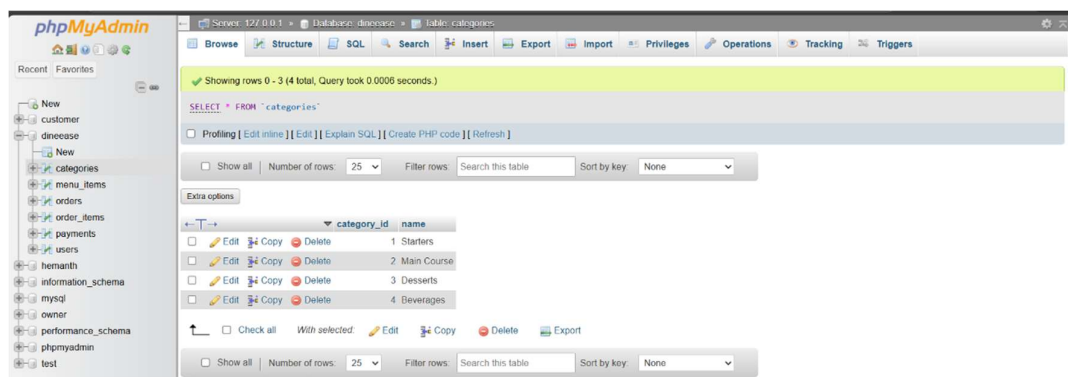 phpMyAdmin
Recent Favorites
New
customer
dineease
New
categories
menu_items
orders
order_items
payments
users
hemanth
information_schema
mysql
owner
performance_schema
phpmyadmin
test
Server: 127.0.0.1 » Database: dineease » Table: categories
Browse Structure SQL Search Insert Export Import Privileges Operations Tracking Triggers
Showing rows 0 - 3 (4 total, Query took 0.0006 seconds.)
SELECT * FROM `categories`
Profiling [ Edit inline ] [ Edit ] [ Explain SQL ] [ Create PHP code ] [ Refresh ]
Show all | Number of rows: 25 Filter rows: Search this table Sort by key: None
Extra options
←T→ category_id name
Edit Copy Delete 1 Starters
Edit Copy Delete 2 Main Course
Edit Copy Delete 3 Desserts
Edit Copy Delete 4 Beverages
Check all With selected: Edit Copy Delete Export
Show all | Number of rows: 25 Filter rows: Search this table Sort by key: None